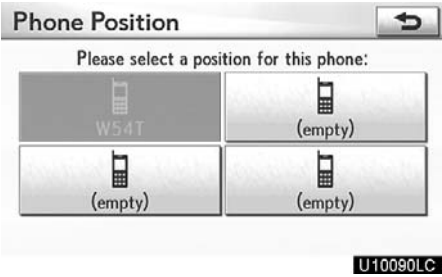 Phone Position
Please select a position for this phone:
W54T
(empty)
(empty)
(empty)
U10090LC